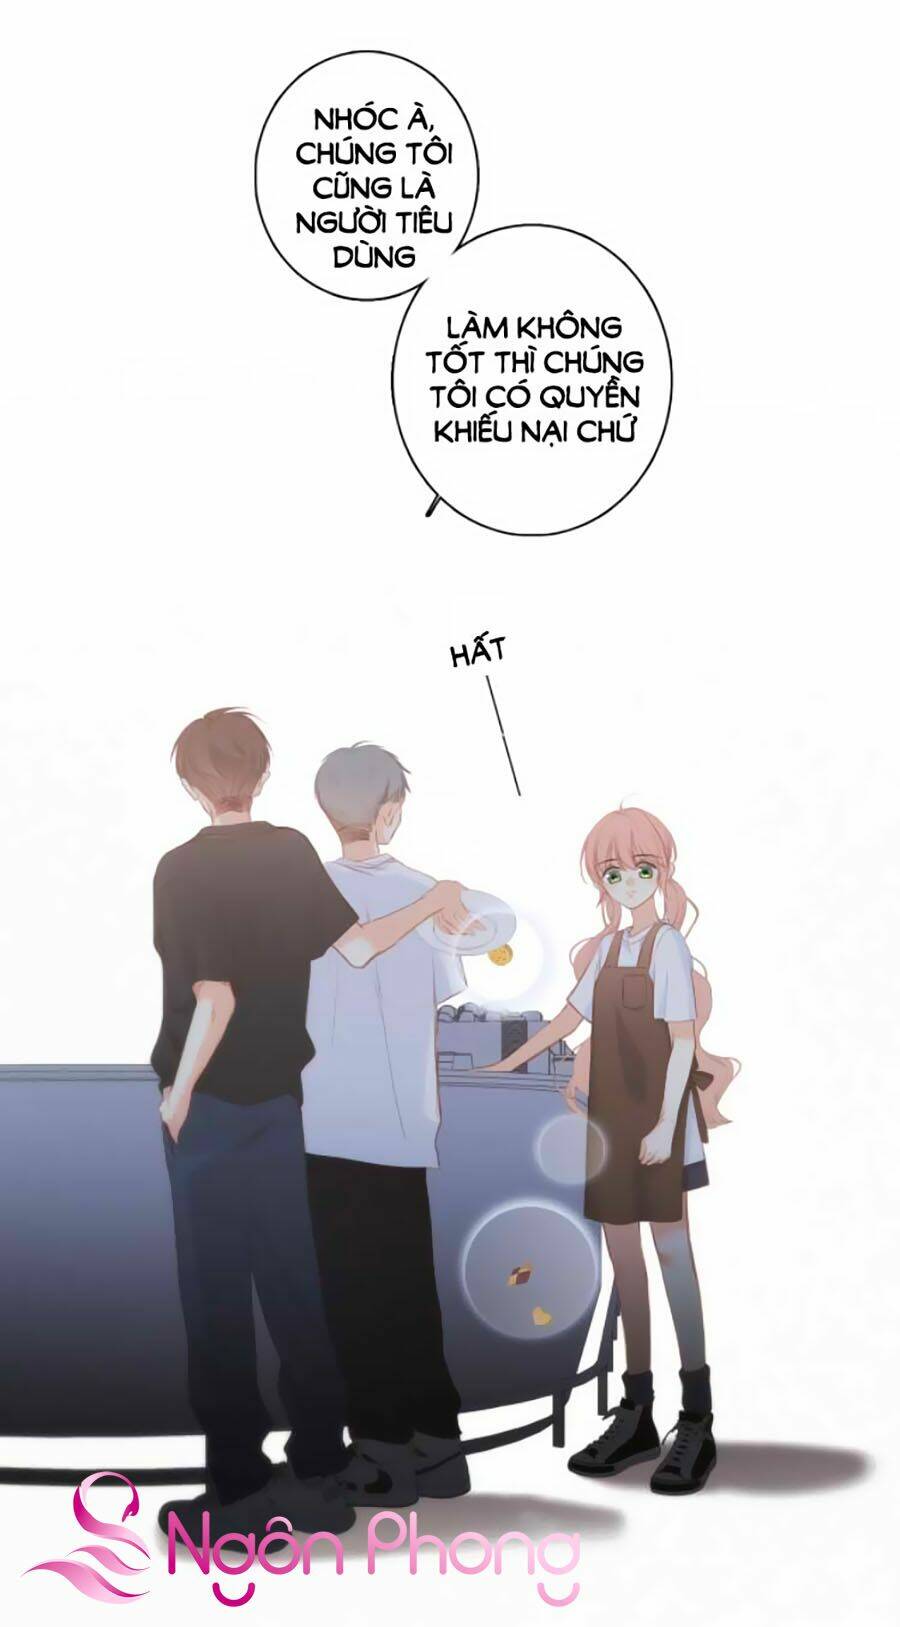 NHÓC À,
CHÚNG TÔI
CŨNG LÀ
NGƯỜI TIÊU
DÙNG
LÀM KHÔNG
TỐT THÌ CHÚNG
TÔI CÓ QUYỀN
KHIẾU NẠI CHỨ
HẤT
Ngôn Phong